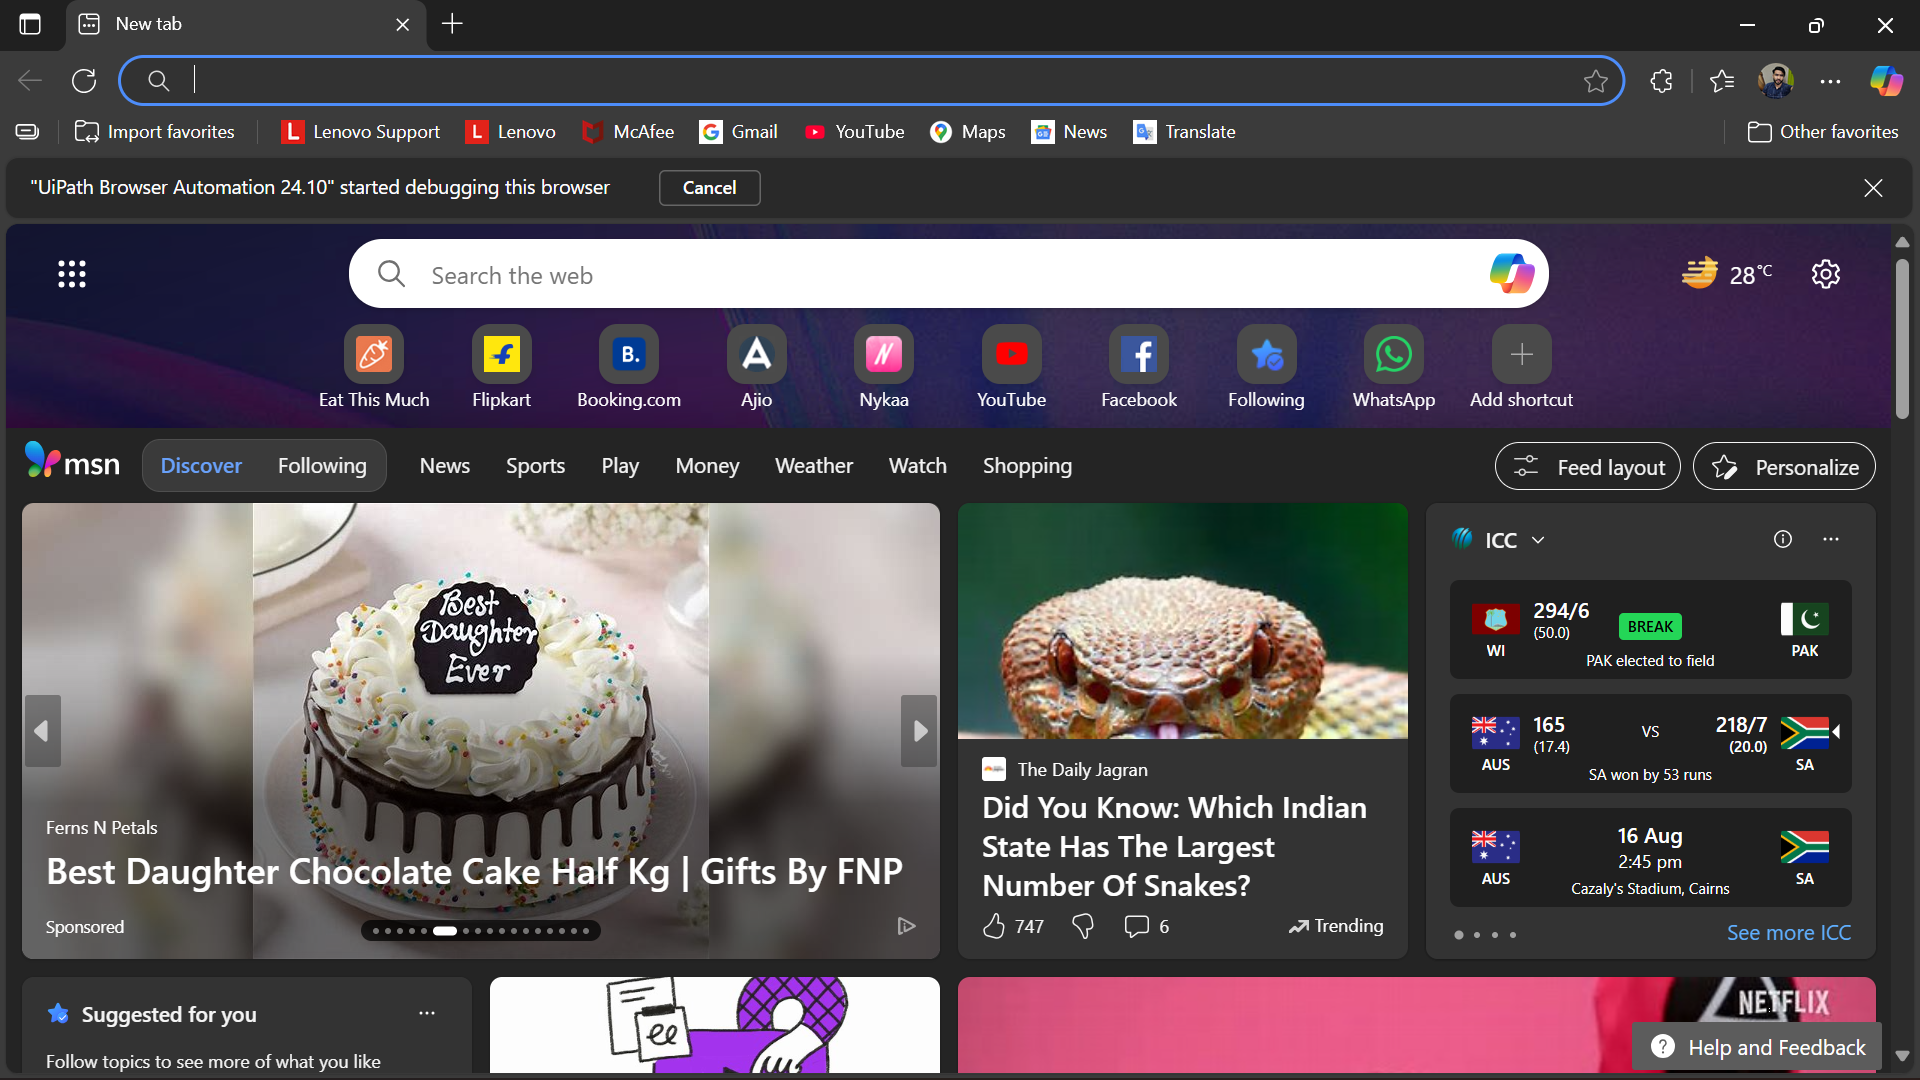 New tab
Import favorites
Lenovo Support
Lenovo
McAfee
Gmail
YouTube
Maps
News
Translate
Other favorites
"UiPath Browser Automation 24.10" started debugging this browser
Cancel
Search the web
28°C
Eat This Much
Flipkart
Booking.com
Ajio
Nykaa
YouTube
Facebook
Following
WhatsApp
Add shortcut
msn
Discover
Following
News
Sports
Play
Money
Weather
Watch
Shopping
Feed layout
Personalize
Best
Daughter
Ever
Ferns N Petals
Best Daughter Chocolate Cake Half Kg | Gifts By FNP
Sponsored
The Daily Jagran
Did You Know: Which Indian
State Has The Largest
Number Of Snakes?
747
6
Trending
ICC
294/6
(50.0)
WI
BREAK
PAK
PAK elected to field
165
(17.4)
AUS
VS
218/7
(20.0)
SA
SA won by 53 runs
16 Aug
2:45 pm
AUS
SA
Cazaly's Stadium, Cairns
See more ICC
Suggested for you
Follow topics to see more of what you like
NETFLIX
Help and Feedback